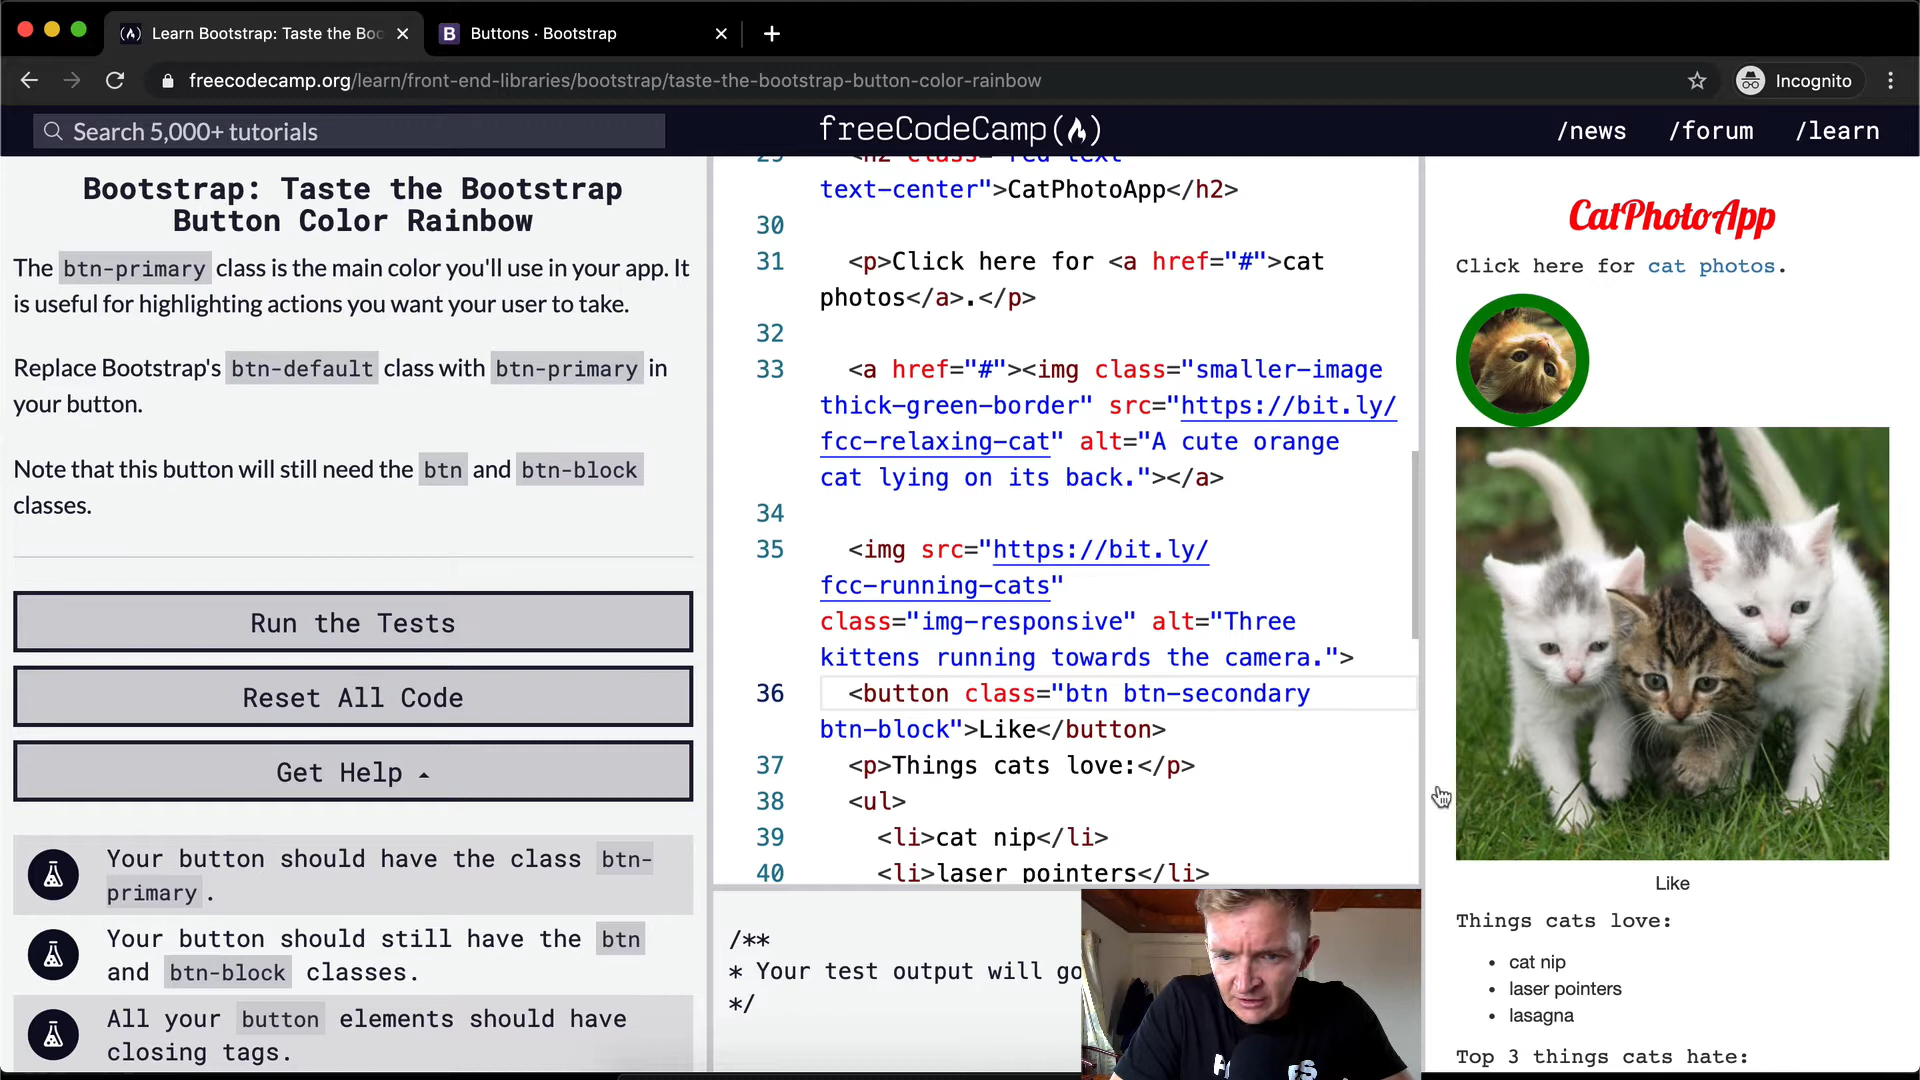 Learn Bootstrap: Taste the Boo
Buttons · Bootstrap
freecodecamp.org/learn/front-end-libraries/bootstrap/taste-the-bootstrap-button-color-rainbow
Incognito
Search 5,000+ tutorials
freeCodeCamp
/news /forum /learn
Bootstrap: Taste the Bootstrap
Button Color Rainbow
The btn-primary class is the main color you'll use in your app. It
is useful for highlighting actions you want your user to take.
Replace Bootstrap's btn-default class with btn-primary in
your button.
Note that this button will still need the btn and btn-block
classes.
Run the Tests
Reset All Code
Get Help
Your button should have the class btn-
primary.
Your button should still have the btn
and btn-block classes.
All your button elements should have
closing tags.
29 <h2 class="red-text
text-center">CatPhotoApp</h2>
30
31 <p>Click here for <a href="#">cat
photos</a>.</p>
32
33 <a href="#"><img class="smaller-image
thick-green-border" src="https://bit.ly/
fcc-relaxing-cat" alt="A cute orange
cat lying on its back."></a>
34
35 <img src="https://bit.ly/
fcc-running-cats"
class="img-responsive" alt="Three
kittens running towards the camera.">
36 <button class="btn btn-secondary
btn-block">Like</button>
37 <p>Things cats love:</p>
38 <ul>
39 <li>cat nip</li>
40 <li>laser pointers</li>
/**
* Your test output will go
*/
CatPhotoApp
Click here for cat photos.
Like
Things cats love:
• cat nip
• laser pointers
• lasagna
Top 3 things cats hate: